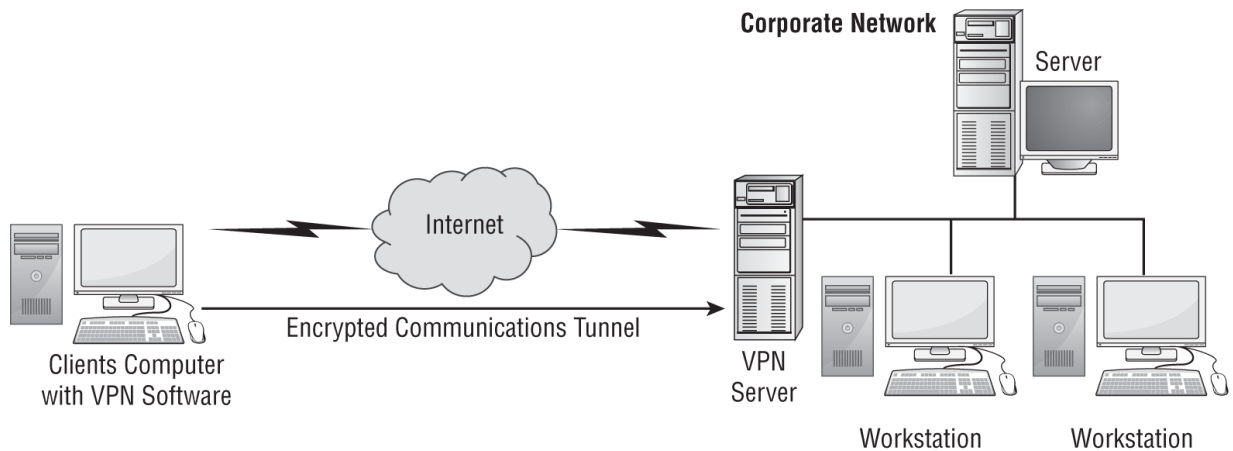 Corporate Network
Server
Internet
Encrypted Communications Tunnel
Clients Computer
with VPN Software
VPN
Server
Workstation
Workstation